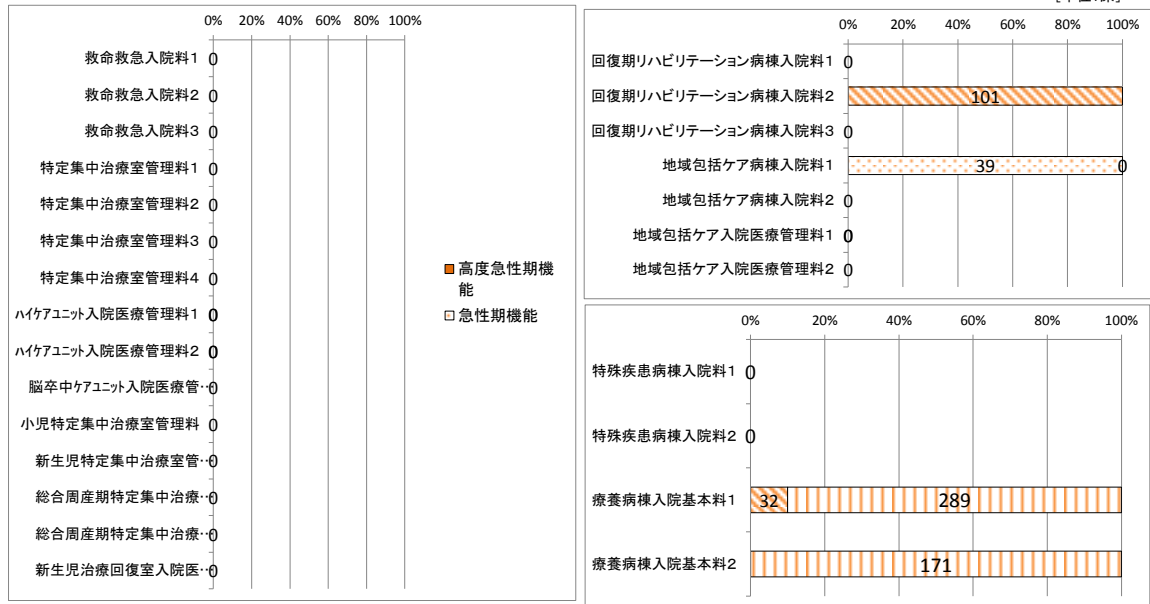 0% 20% 40% 60% 80% 100%
救命救急入院料1 0
救命救急入院料2 0
救命救急入院料3 0
特定集中治療室管理料1 0
特定集中治療室管理料2 0
特定集中治療室管理料3 0
特定集中治療室管理料4 0
ハイケアユニット入院医療管理料1 0
ハイケアユニット入院医療管理料2 0
脳卒中ケアユニット入院医療管… 0
小児特定集中治療室管理料 0
新生児特定集中治療室管… 0
総合周産期特定集中治療… 0
総合周産期特定集中治療… 0
新生児治療回復室入院医… 0
高度急性期機
能
急性期機能
0% 20% 40% 60% 80% 100%
回復期リハビリテーション病棟入院料1 0
回復期リハビリテーション病棟入院料2 101
回復期リハビリテーション病棟入院料3 0
地域包括ケア病棟入院料1 39 0
地域包括ケア病棟入院料2 0
地域包括ケア入院医療管理料1 0
地域包括ケア入院医療管理料2 0
0% 20% 40% 60% 80% 100%
特殊疾患病棟入院料1 0
特殊疾患病棟入院料2 0
療養病棟入院基本料1 32 289
療養病棟入院基本料2 171